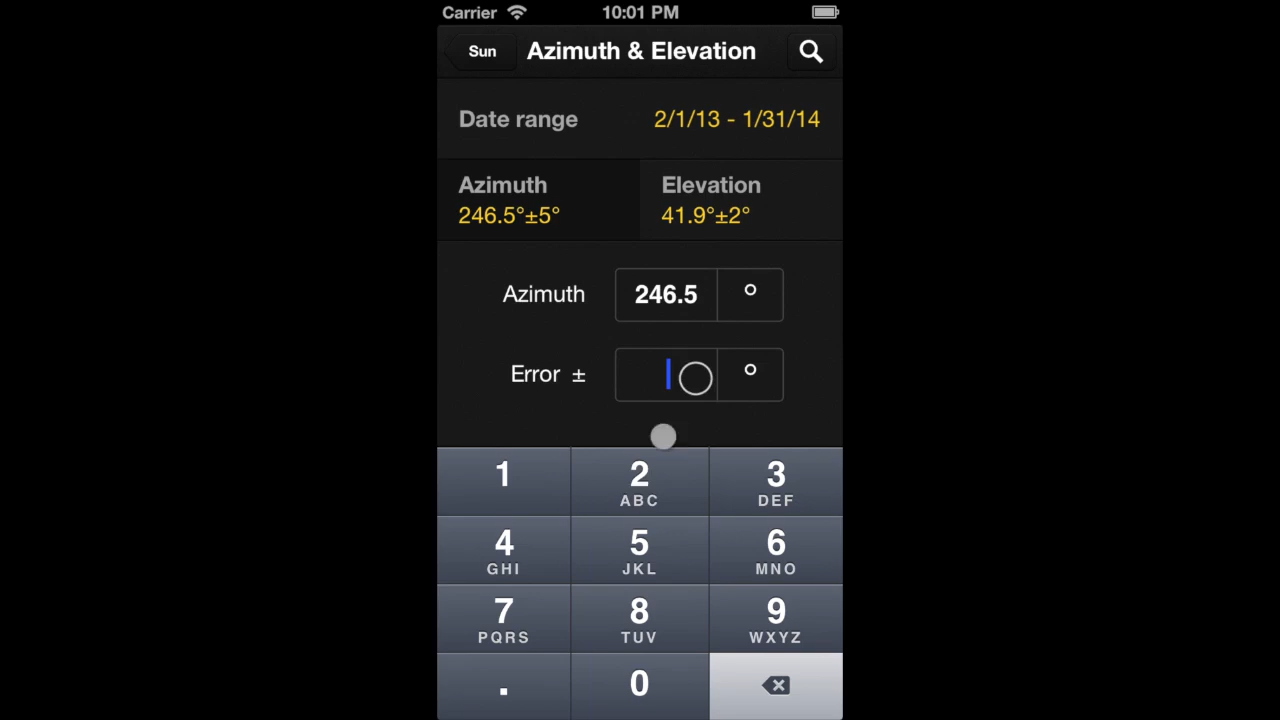 Carrier 10:01 PM
Sun Azimuth & Elevation
Date range 2/1/13 - 1/31/14
Azimuth Elevation
246.5°±5° 41.9°±2°
Azimuth 246.5 °
Error ± °
1 2 3
ABC DEF
4 5 6
GHI JKL MNO
7 8 9
PQRS TUV WXYZ
. 0